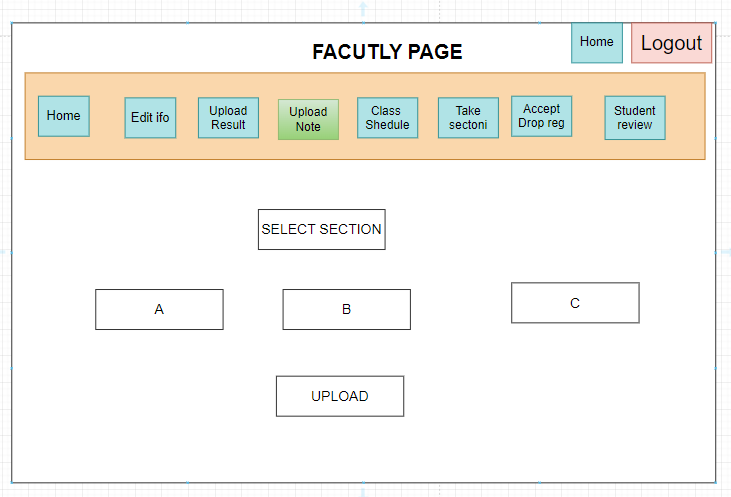 FACUTLY PAGE
Home
Logout
Home
Edit ifo
Upload
Result
Upload
Note
Class
Shedule
Take
sectoni
Accept
Drop reg
Student
review
SELECT SECTION
A
B
C
UPLOAD